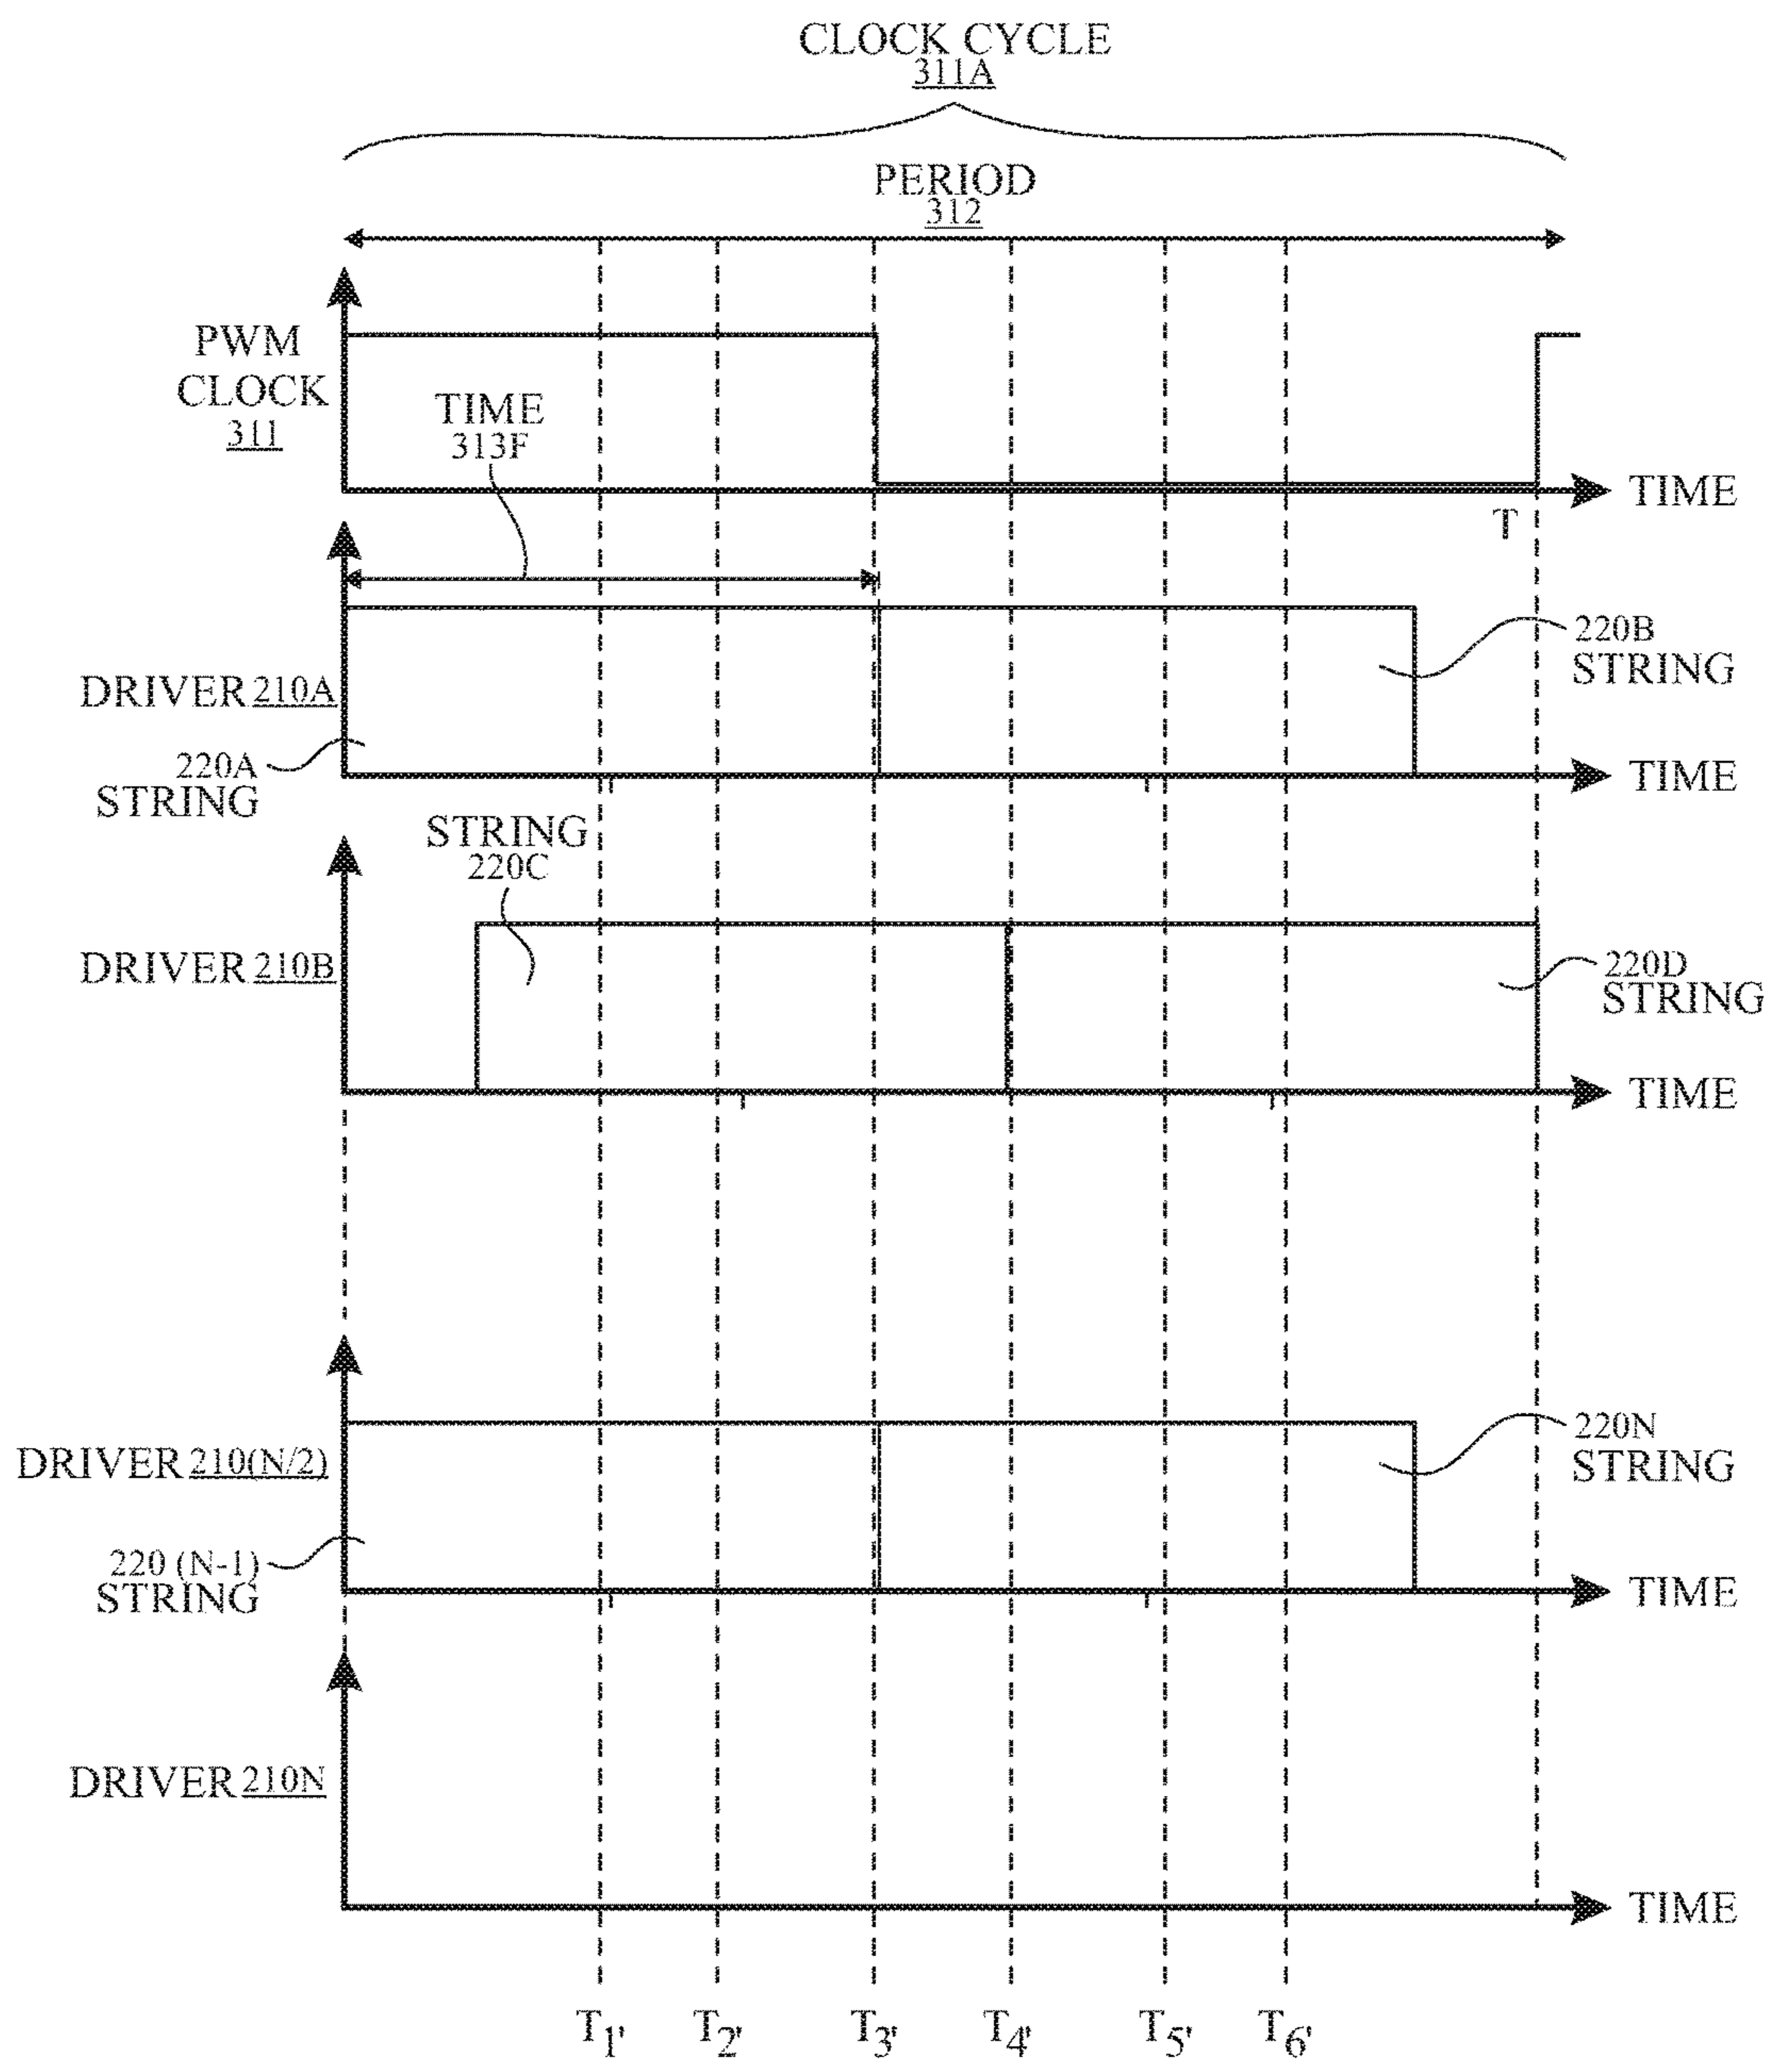 CLOCK CYCLE
311A
PERIOD
312
PWM
CLOCK
311
TIME
313F
TIME
T
DRIVER 210A
220A
STRING
220B
STRING
TIME
STRING
220C
DRIVER 210B
220D
STRING
TIME
DRIVER 210(N/2)
220 (N-1)
STRING
220N
STRING
TIME
DRIVER 210N
TIME
T1' T2' T3' T4' T5' T6'